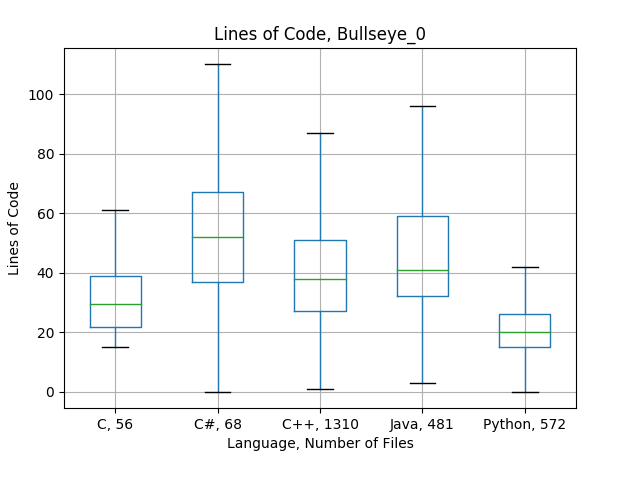 Lines of Code, Bullseye_0
Lines of Code
100
80
60
40
20
0
C, 56
C#, 68
C++, 1310
Java, 481
Python, 572
Language, Number of Files